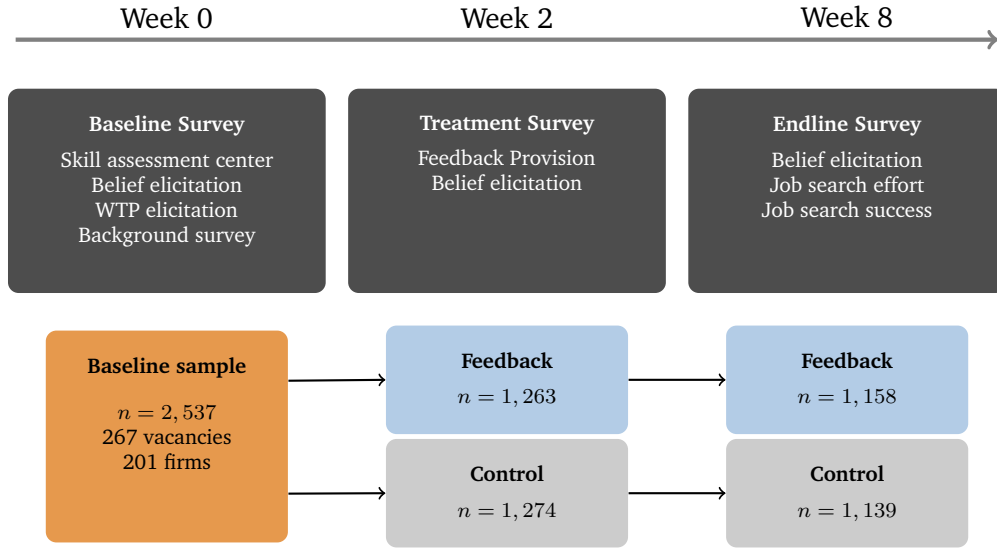 Week 0
Week 2
Week 8
Baseline Survey
Skill assessment center
Belief elicitation
WTP elicitation
Background survey
Treatment Survey
Feedback Provision
Belief elicitation
Endline Survey
Belief elicitation
Job search effort
Job search success
Baseline sample
n = 2, 537
267 vacancies
201 firms
Feedback
n = 1, 263
Feedback
n = 1, 158
Control
n = 1, 274
Control
n = 1, 139